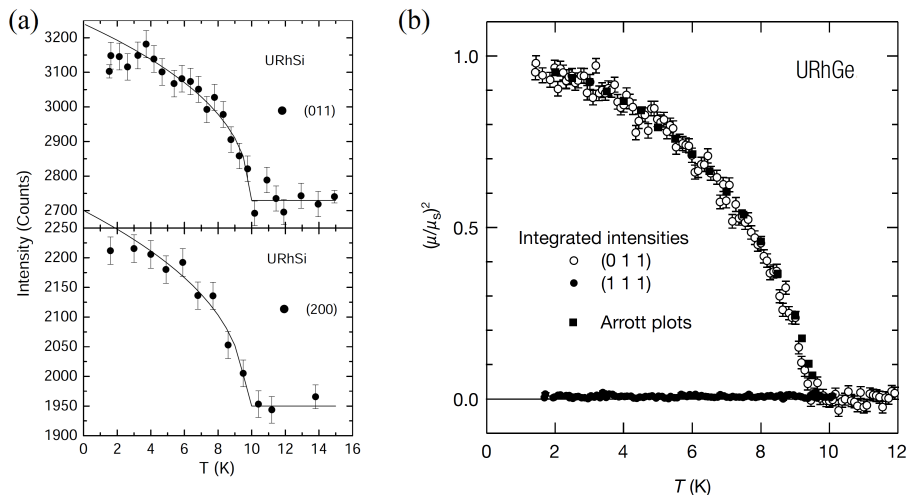 (a)
3200
3100
3000
2900
2800
2700
2250
2200
2150
2100
2050
2000
1950
1900
Intensity (Counts)
URhSi
(011)
URhSi
(200)
0 2 4 6 8 10 12 14 16
T (K)
(b)
1.0
0.5
0.0
(μ/μs)²
URhGe
Integrated intensities
(0 1 1)
(1 1 1)
Arrott plots
0 2 4 6 8 10 12
T (K)